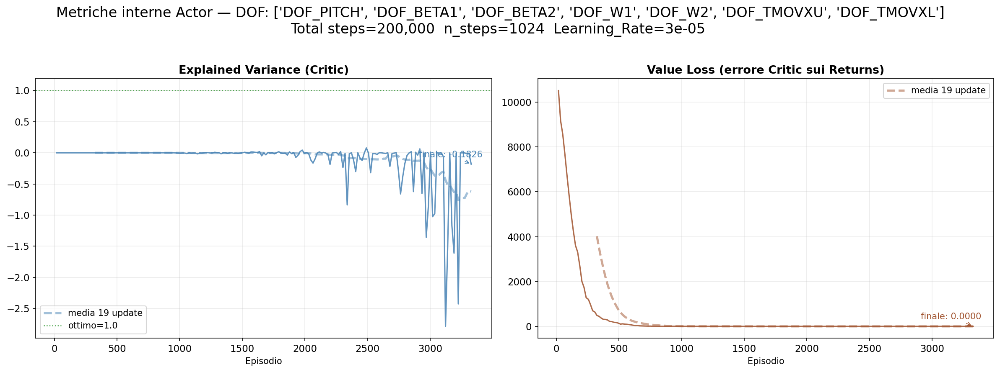 Metriche interne Actor — DOF: ['DOF_PITCH', 'DOF_BETA1', 'DOF_BETA2', 'DOF_W1', 'DOF_W2', 'DOF_TMOVXU', 'DOF_TMOVXL']
Total steps=200,000  n_steps=1024  Learning_Rate=3e-05
Explained Variance (Critic)
1.0
0.5
0.0
−0.5
−1.0
−1.5
−2.0
−2.5
finale: -0.1826
media 19 update
ottimo=1.0
0 500 1000 1500 2000 2500 3000
Episodio
Value Loss (errore Critic sui Returns)
10000
8000
6000
4000
2000
0
media 19 update
finale: 0.0000
0 500 1000 1500 2000 2500 3000
Episodio